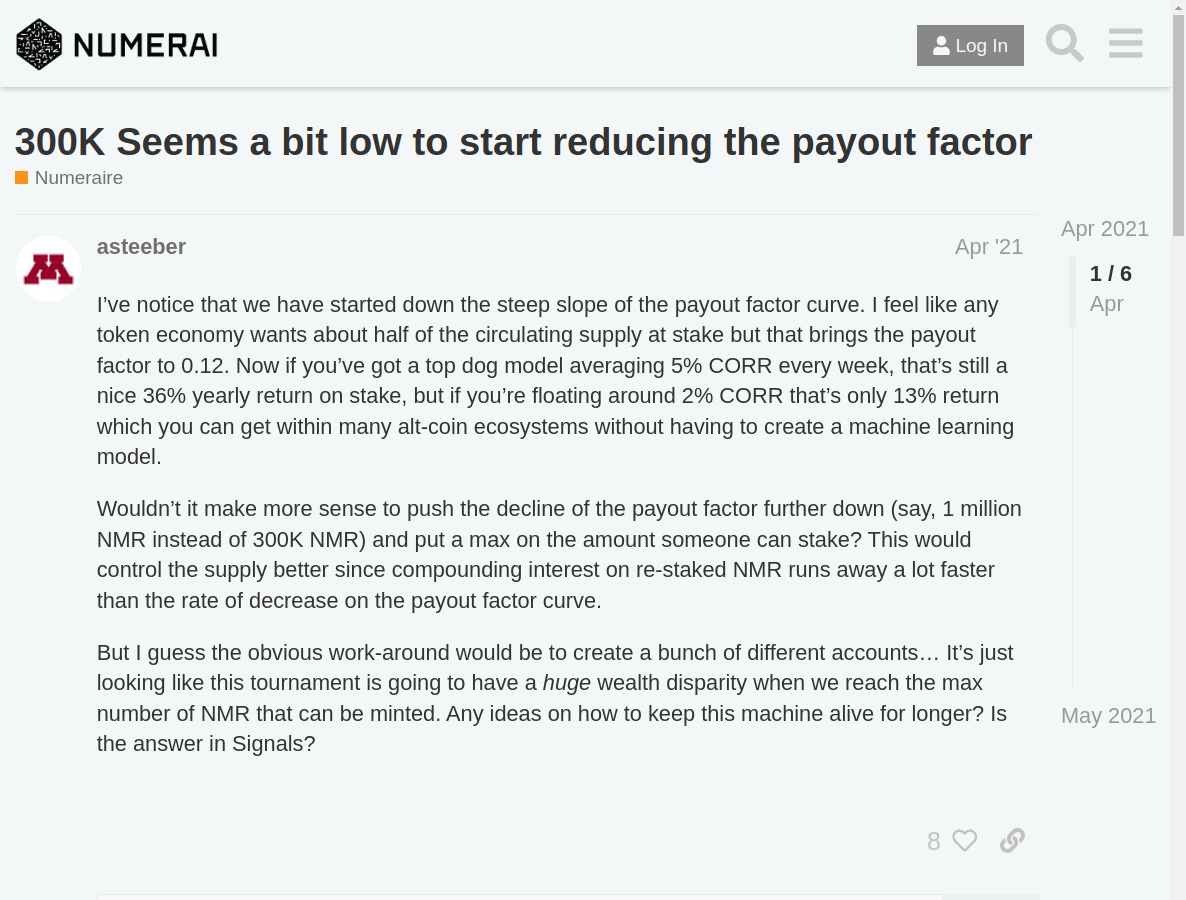 NUMERAI
Log In
300K Seems a bit low to start reducing the payout factor
Numeraire
asteeber
Apr '21
I’ve notice that we have started down the steep slope of the payout factor curve. I feel like any
token economy wants about half of the circulating supply at stake but that brings the payout
factor to 0.12. Now if you’ve got a top dog model averaging 5% CORR every week, that’s still a
nice 36% yearly return on stake, but if you’re floating around 2% CORR that’s only 13% return
which you can get within many alt-coin ecosystems without having to create a machine learning
model.
Wouldn’t it make more sense to push the decline of the payout factor further down (say, 1 million
NMR instead of 300K NMR) and put a max on the amount someone can stake? This would
control the supply better since compounding interest on re-staked NMR runs away a lot faster
than the rate of decrease on the payout factor curve.
But I guess the obvious work-around would be to create a bunch of different accounts… It’s just
looking like this tournament is going to have a huge wealth disparity when we reach the max
number of NMR that can be minted. Any ideas on how to keep this machine alive for longer? Is
the answer in Signals?
8
Apr 2021
1 / 6
Apr
May 2021